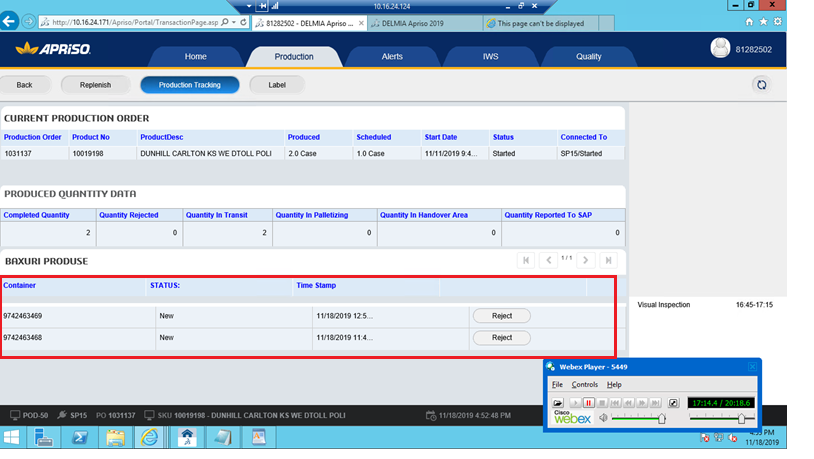 10.16.24.124
http://10.16.24.171/Apriso/Portal/TransactionPage.asp
81282502 - DELMIA Apriso ...
DELMIA Apriso 2019
This page can't be displayed
APRISO
Home
Production
Alerts
IWS
Quality
81282502
Back
Replenish
Production Tracking
Label
CURRENT PRODUCTION ORDER
Production Order Product No ProductDesc Produced Scheduled Start Date Status Connected To
1031137 10019198 DUNHILL CARLTON KS WE DTOLL POLI 2.0 Case 1.0 Case 11/11/2019 9:4... Started SP15/Started
PRODUCED QUANTITY DATA
Completed Quantity Quantity Rejected Quantity In Transit Quantity In Palletizing Quantity In Handover Area Quantity Reported To SAP
2 0 2 0 0 0
BAXURI PRODUSE
1 / 1
Container STATUS: Time Stamp
9742463469 New 11/18/2019 12:5... Reject
9742463468 New 11/18/2019 11:4... Reject
Visual Inspection 16:45-17:15
Webex Player - 5449
File Controls Help
Cisco
webex
17:14.4 / 20:18.6
POD-50 SP15 PO 1031137 SKU 10019198 - DUNHILL CARLTON KS WE DTOLL POLI 11/18/2019 4:52:48 PM
11/18/2019